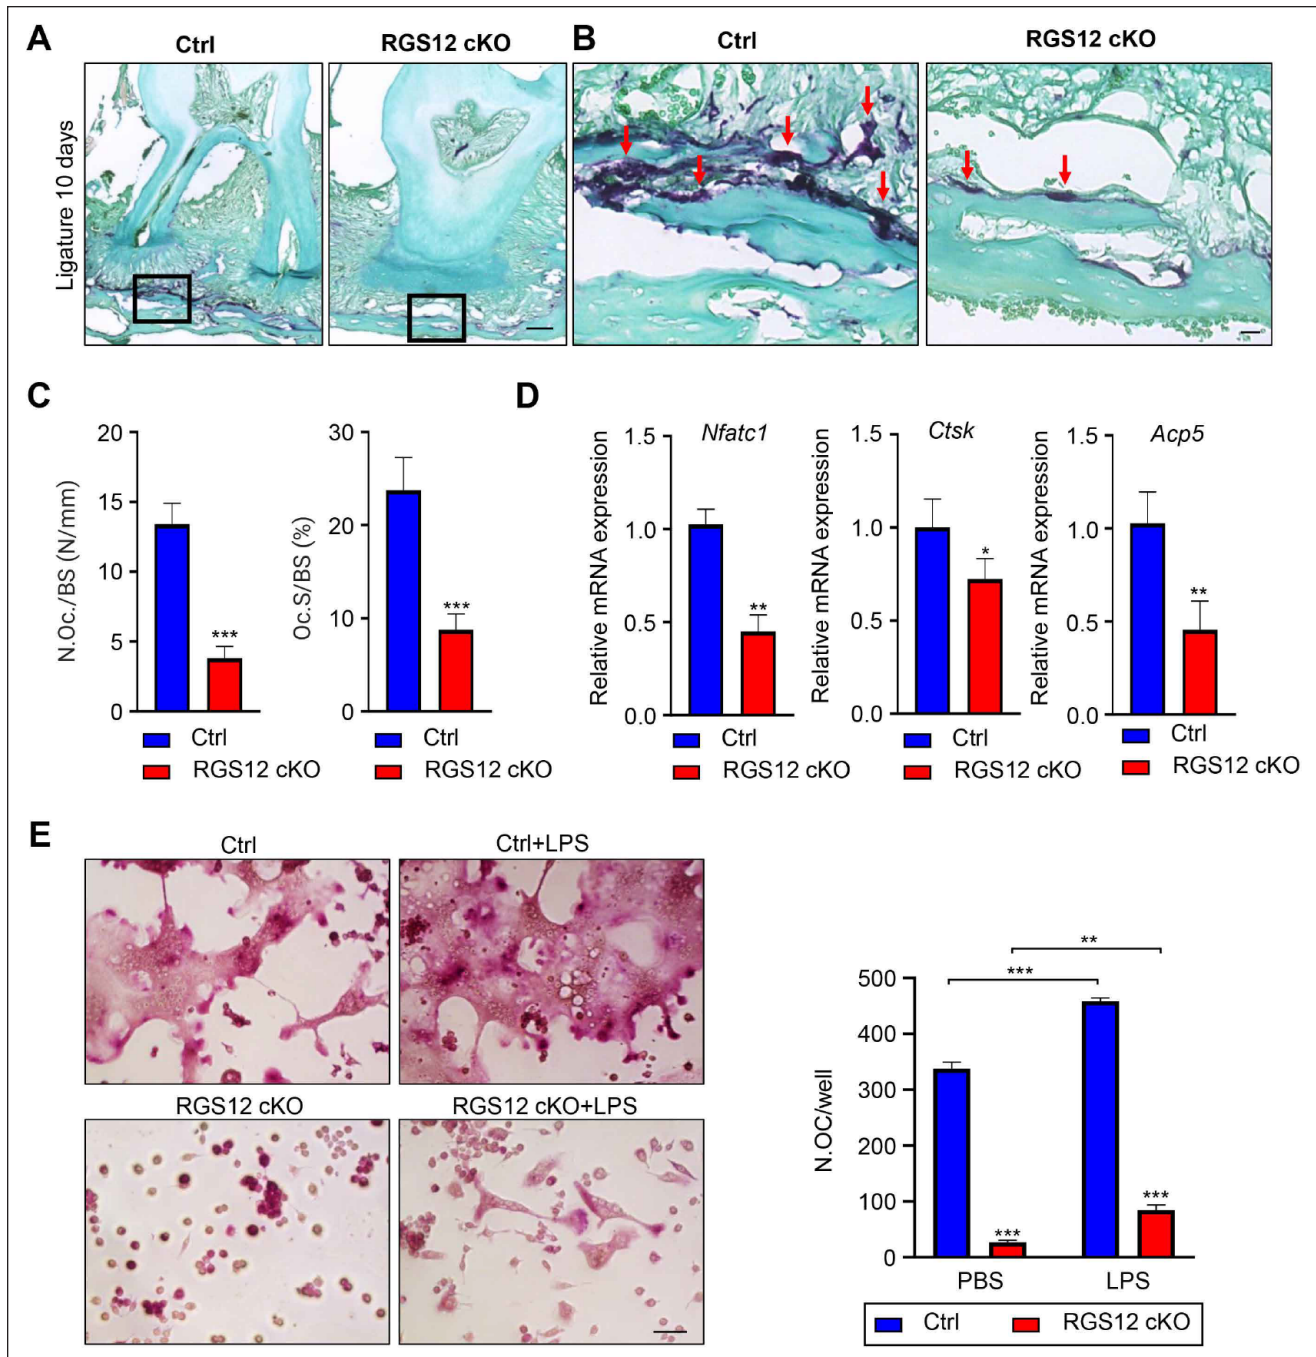 A
Ctrl
RGS12 cKO
B
Ctrl
RGS12 cKO
Ligature 10 days
C
N.Oc./BS (N/mm)
20
15
10
5
0
***
Ctrl
RGS12 cKO
Oc.S/BS (%)
30
20
10
0
***
Ctrl
RGS12 cKO
D
Nfatc1
Relative mRNA expression
1.5
1.0
0.5
0.0
**
Ctrl
RGS12 cKO
Ctsk
Relative mRNA expression
1.5
1.0
0.5
0.0
*
Ctrl
RGS12 cKO
Acp5
Relative mRNA expression
1.5
1.0
0.5
0.0
**
Ctrl
RGS12 cKO
E
Ctrl
Ctrl+LPS
RGS12 cKO
RGS12 cKO+LPS
N.OC/well
500
400
300
200
100
0
**
***
***
***
PBS
LPS
Ctrl
RGS12 cKO